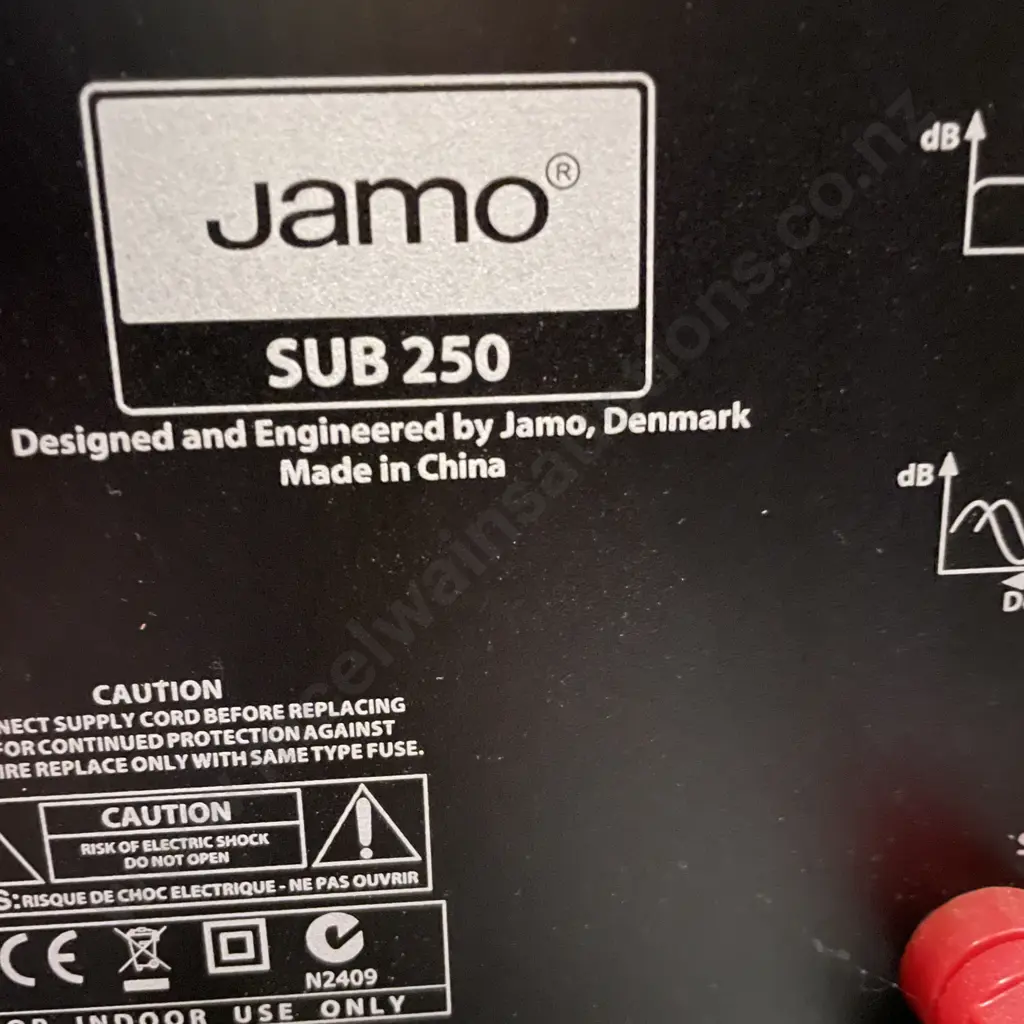 Jamo®
SUB 250
Designed and Engineered by Jamo, Denmark
Made in China
dB
dB
CAUTION
NECT SUPPLY CORD BEFORE REPLACING
FOR CONTINUED PROTECTION AGAINST
IRE REPLACE ONLY WITH SAME TYPE FUSE.
CAUTION
RISK OF ELECTRIC SHOCK
DO NOT OPEN
S: RISQUE DE CHOC ELECTRIQUE - NE PAS OUVRIR
CE
N2409
OR INDOOR USE ONLY